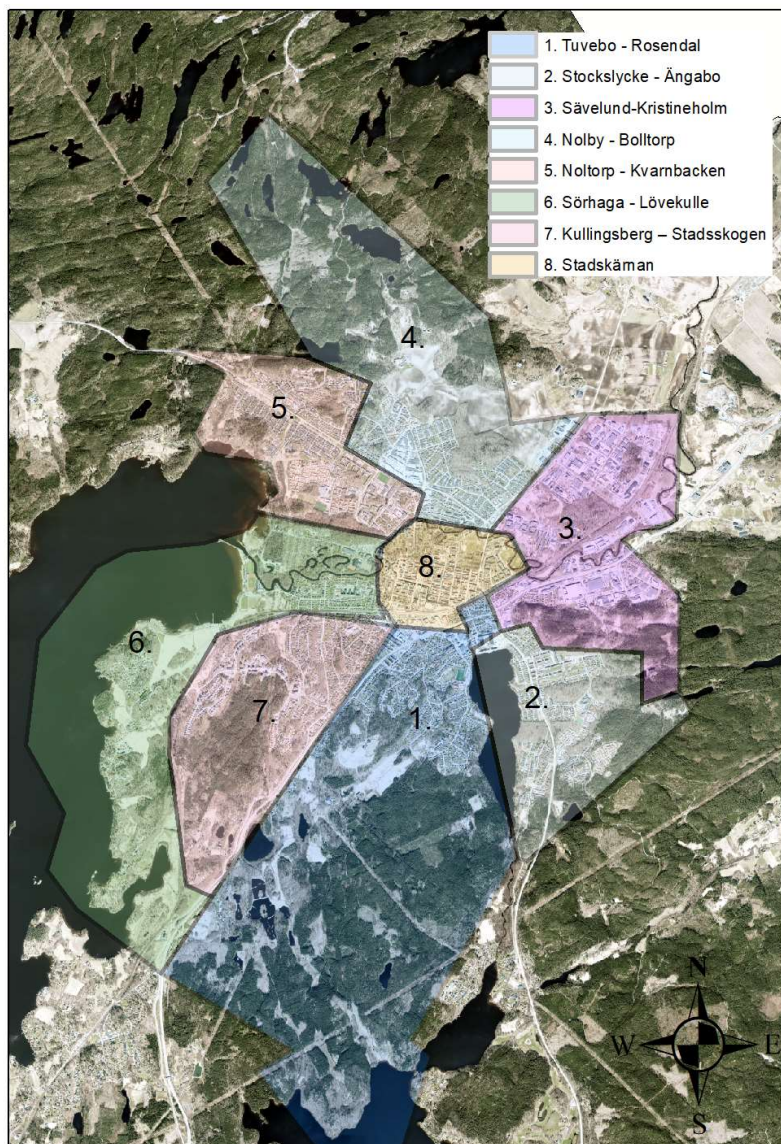 1. Tuvebo - Rosendal
2. Stockslycke - Ängabo
3. Sävelund-Kristineholm
4. Nolby - Bolltorp
5. Noltorp - Kvarnbacken
6. Sörhaga - Lövekulle
7. Kullingsberg – Stadsskogen
8. Stadskärnan
4.
5.
3.
8.
6.
2.
7.
1.
N
W E
S